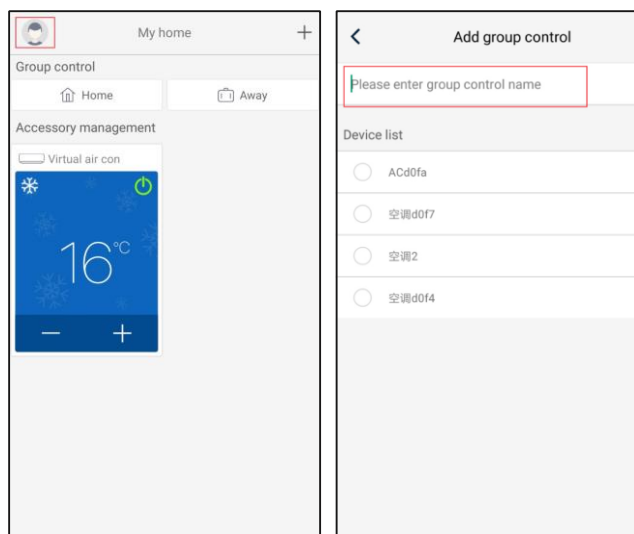 My home
+
Group control
Home
Away
Accessory management
Virtual air con
16°C
— +
Add group control
Please enter group control name
Device list
ACd0fa
空调d0f7
空调2
空调d0f4